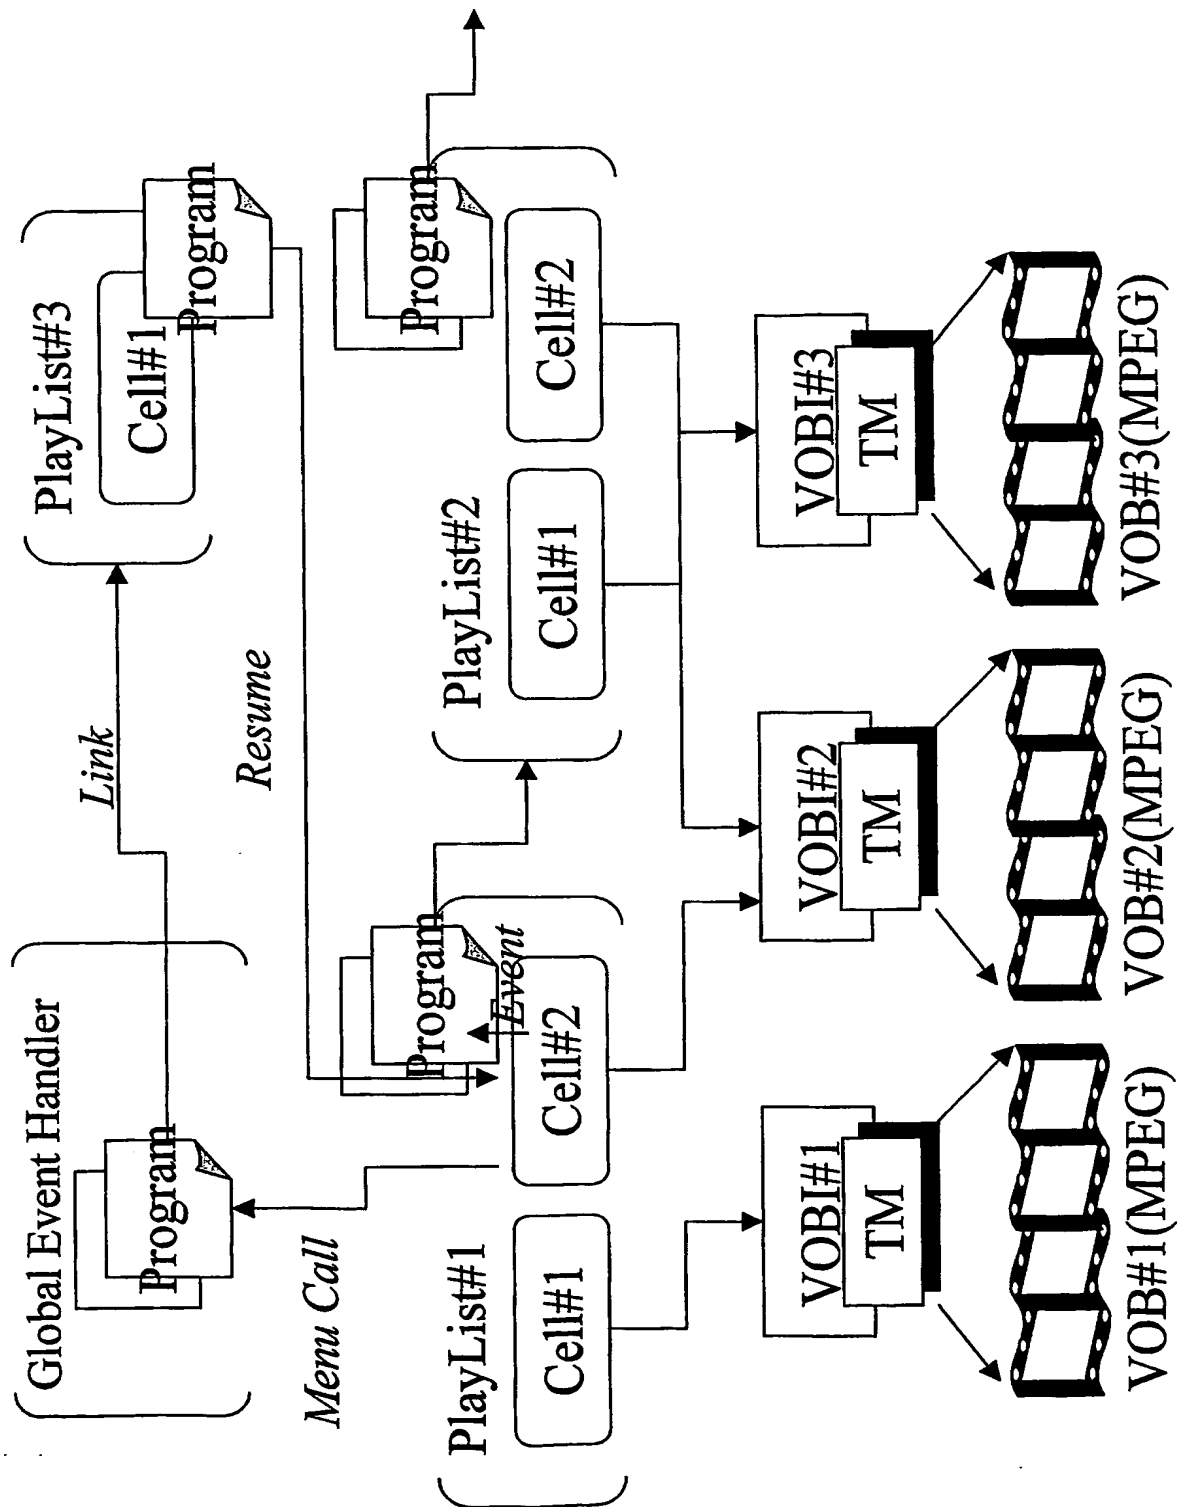 Global Event Handler
Program
Link
PlayList#3
Cell#1
Program
Menu Call
Resume
PlayList#1
Cell#1
Cell#2
Program
Event
PlayList#2
Cell#1
Cell#2
Program
VOBI#1
TM
VOBI#2
TM
VOBI#3
TM
VOB#1(MPEG)
VOB#2(MPEG)
VOB#3(MPEG)